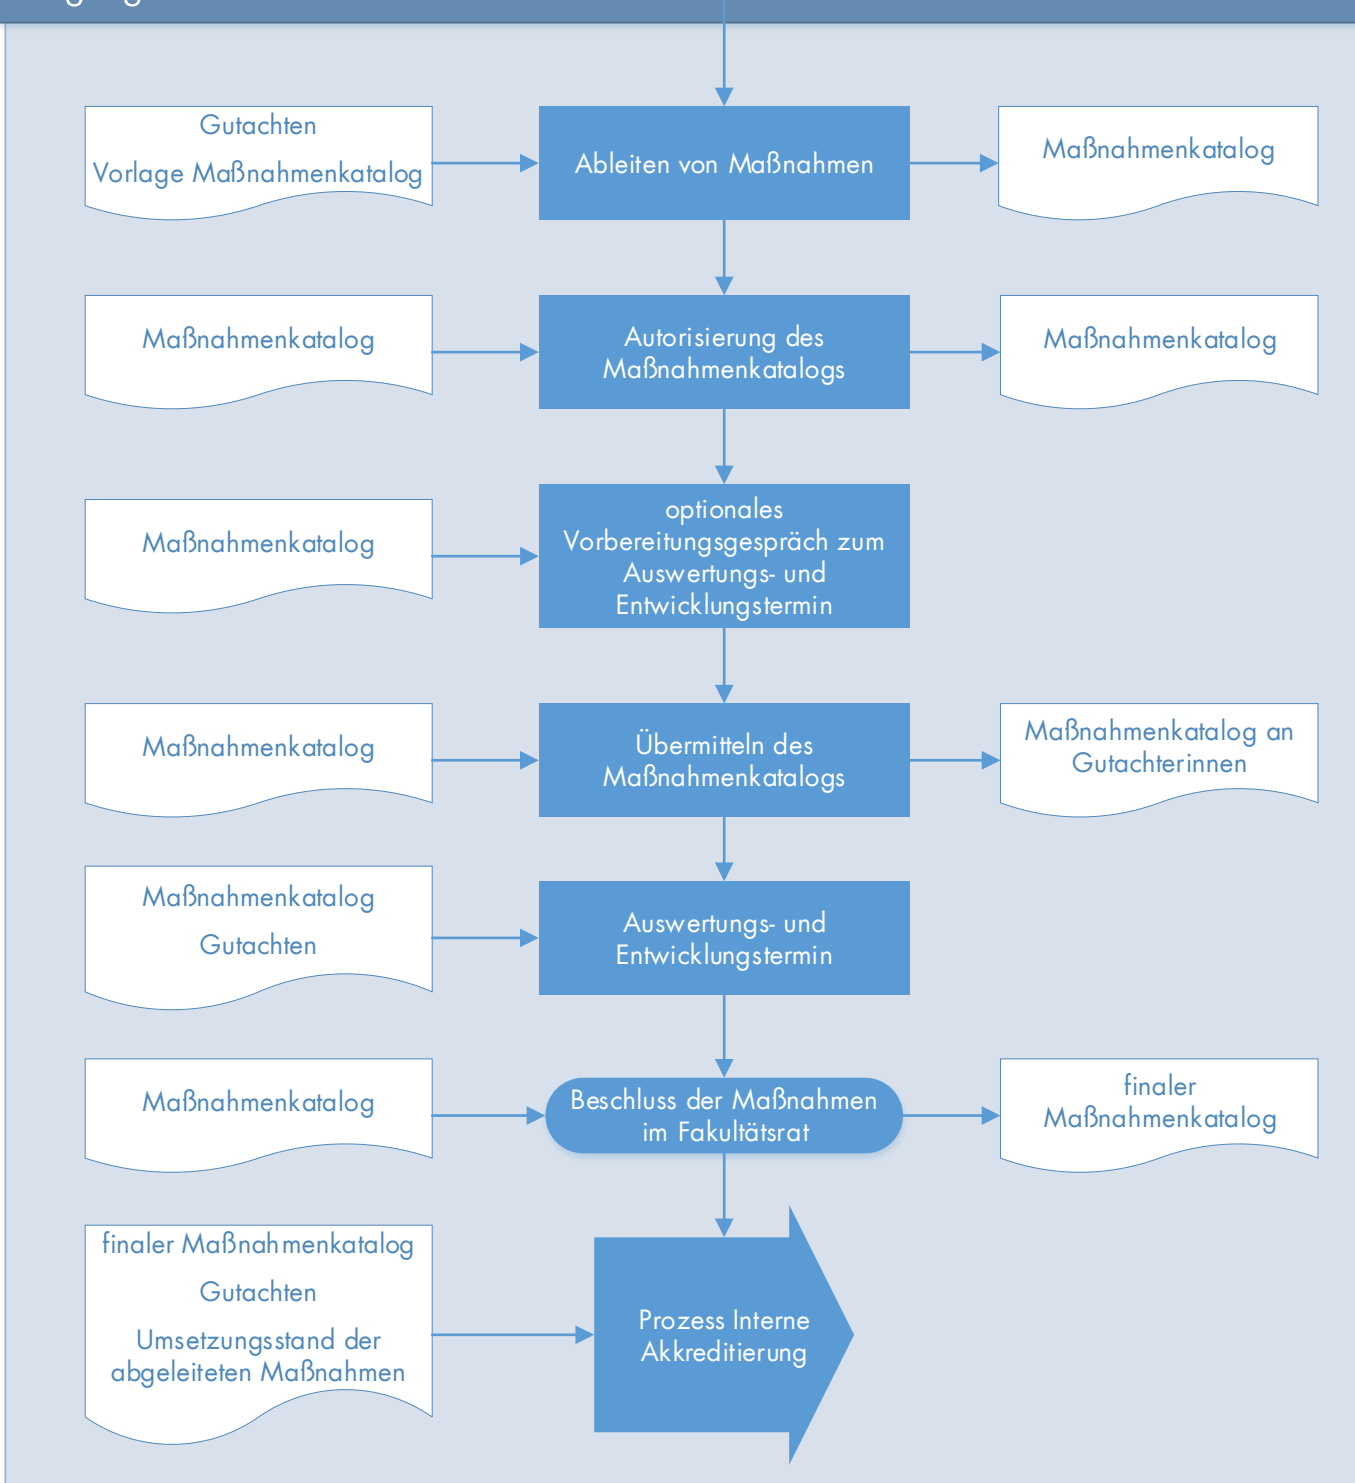 Gutachten
Vorlage Maßnahmenkatalog
Ableiten von Maßnahmen
Maßnahmenkatalog
Maßnahmenkatalog
Autorisierung des
Maßnahmenkatalogs
Maßnahmenkatalog
Maßnahmenkatalog
optionales
Vorbereitungsgespräch zum
Auswertungs- und
Entwicklungstermin
Maßnahmenkatalog
Übermitteln des
Maßnahmenkatalogs
Maßnahmenkatalog an
Gutachterinnen
Maßnahmenkatalog
Gutachten
Auswertungs- und
Entwicklungstermin
Maßnahmenkatalog
Beschluss der Maßnahmen
im Fakultätsrat
finaler
Maßnahmenkatalog
finaler Maßnahmenkatalog
Gutachten
Umsetzungsstand der
abgeleiteten Maßnahmen
Prozess Interne
Akkreditierung